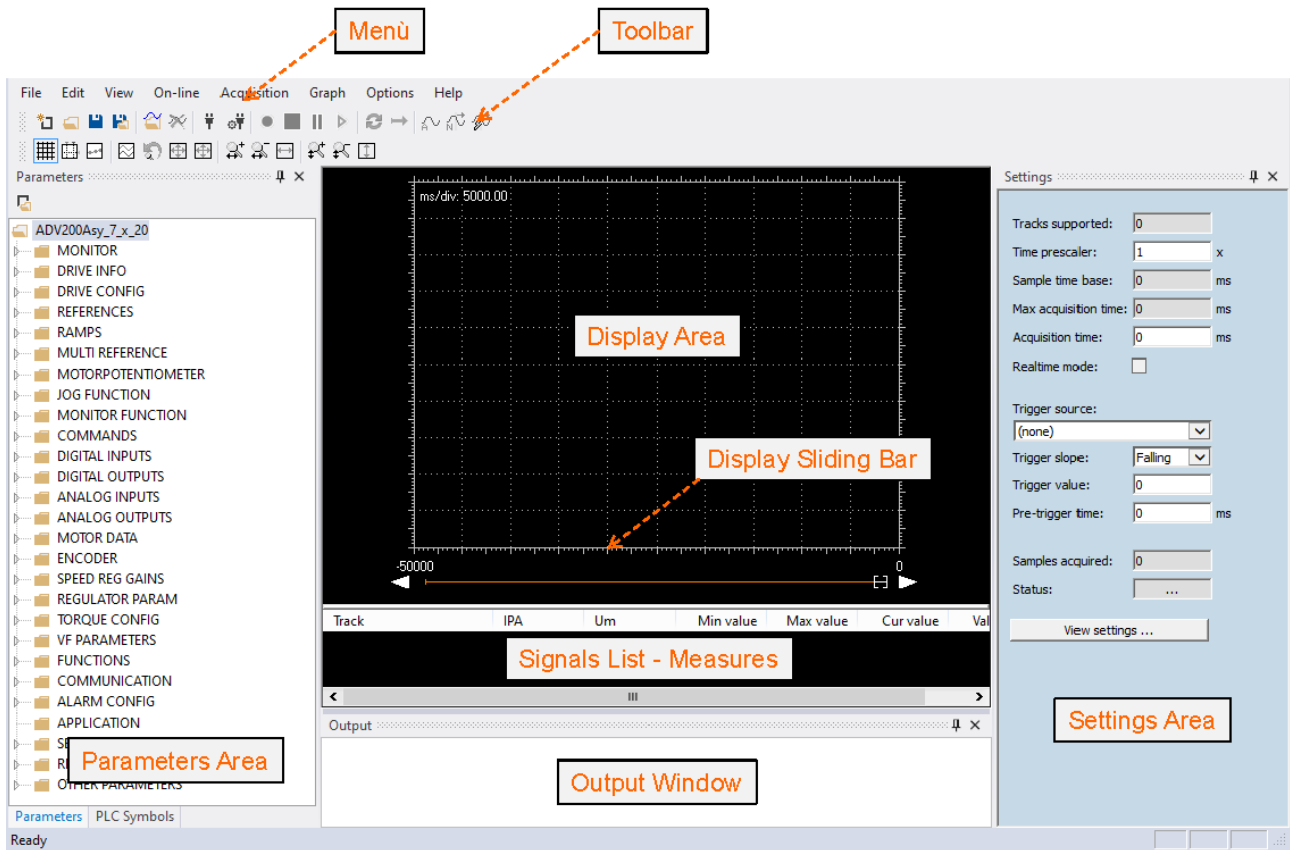 Menù
Toolbar
File Edit View On-line Acquisition Graph Options Help
Parameters
ADV200Asy_7_x_20
MONITOR
DRIVE INFO
DRIVE CONFIG
REFERENCES
RAMPS
MULTI REFERENCE
MOTORPOTENTIOMETER
JOG FUNCTION
MONITOR FUNCTION
COMMANDS
DIGITAL INPUTS
DIGITAL OUTPUTS
ANALOG INPUTS
ANALOG OUTPUTS
MOTOR DATA
ENCODER
SPEED REG GAINS
REGULATOR PARAM
TORQUE CONFIG
VF PARAMETERS
FUNCTIONS
COMMUNICATION
ALARM CONFIG
APPLICATION
OTHER PARAMETERS
Parameters Area
Parameters PLC Symbols
Ready
ms/div: 5000.00
Display Area
Display Sliding Bar
-50000 0
Track IPA Um Min value Max value Cur value Val
Signals List - Measures
Output
Output Window
Settings
Tracks supported: 0
Time prescaler: 1 x
Sample time base: 0 ms
Max acquisition time: 0 ms
Acquisition time: 0 ms
Realtime mode:
Trigger source:
(none)
Trigger slope: Falling
Trigger value: 0
Pre-trigger time: 0 ms
Samples acquired: 0
Status: ...
View settings ...
Settings Area